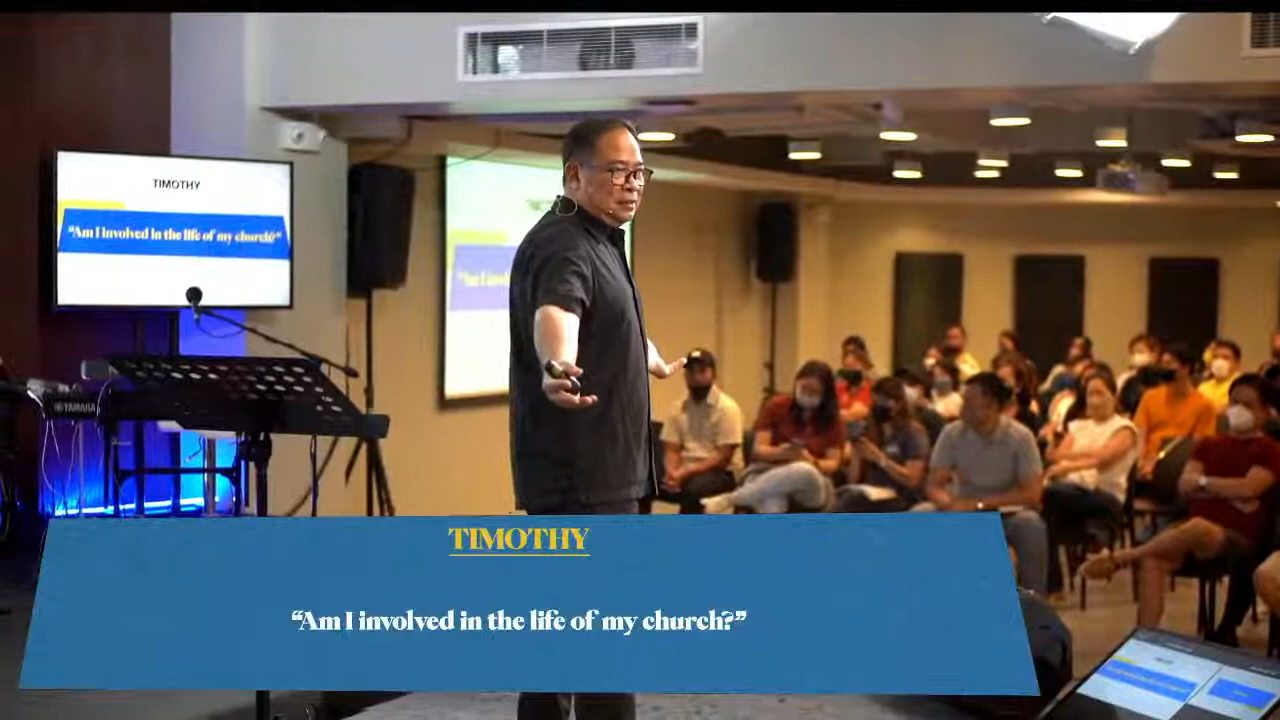 TIMOTHY
“Am I involved in the life of my church?”
YAMAHA
TIMOTHY
“Am I involved in the life of my church?”